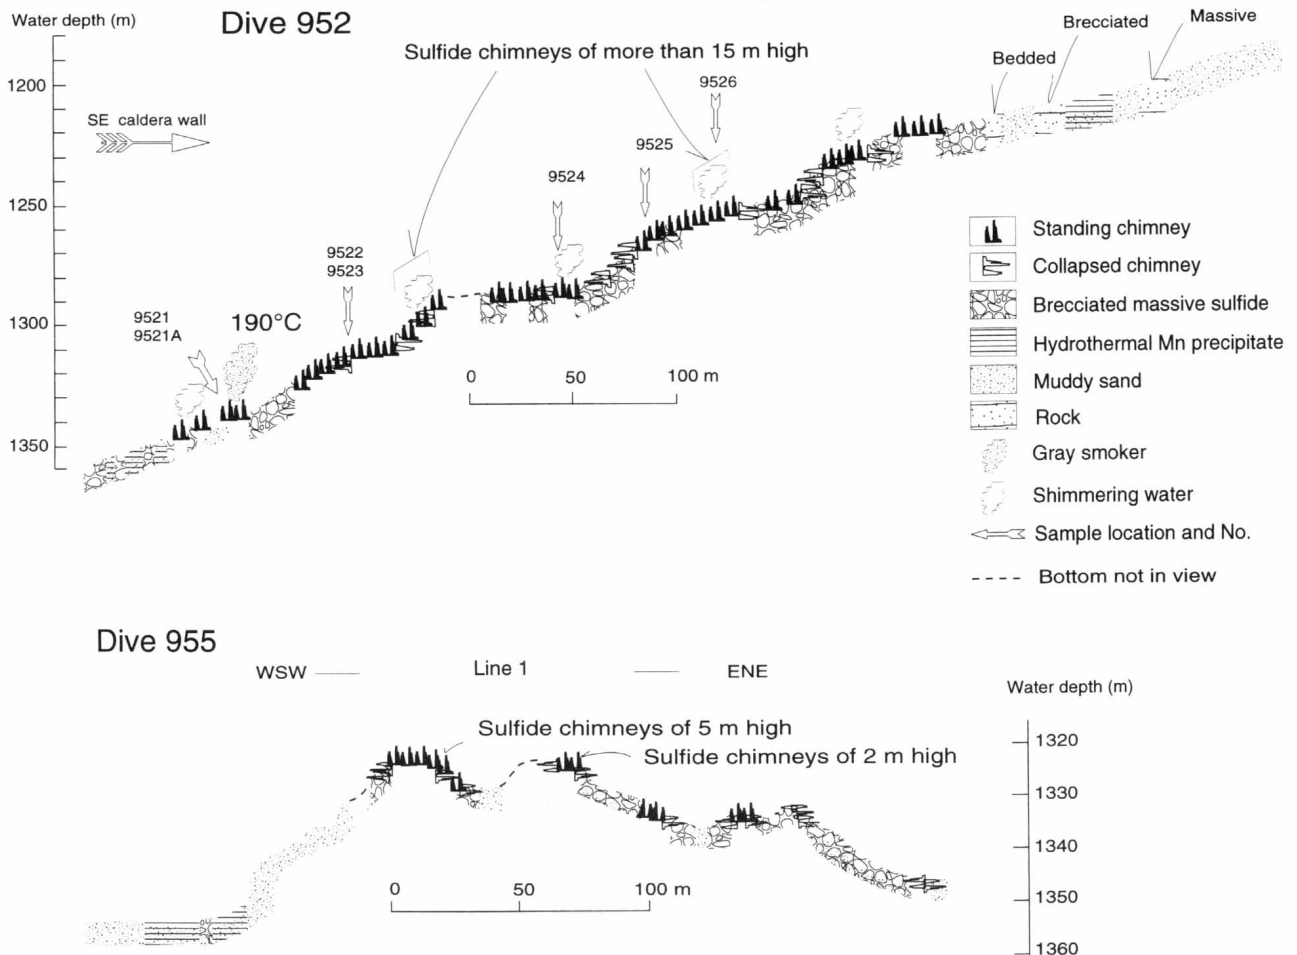 Water depth (m)
Dive 952
Sulfide chimneys of more than 15 m high
Bedded
Brecciated
Massive
1200
1250
1300
1350
SE caldera wall
9521
9521A
190°C
9522
9523
9524
9525
9526
0 50 100 m
Standing chimney
Collapsed chimney
Brecciated massive sulfide
Hydrothermal Mn precipitate
Muddy sand
Rock
Gray smoker
Shimmering water
Sample location and No.
Bottom not in view
Dive 955
WSW Line 1 ENE
Water depth (m)
Sulfide chimneys of 5 m high
Sulfide chimneys of 2 m high
1320
1330
1340
1350
1360
0 50 100 m